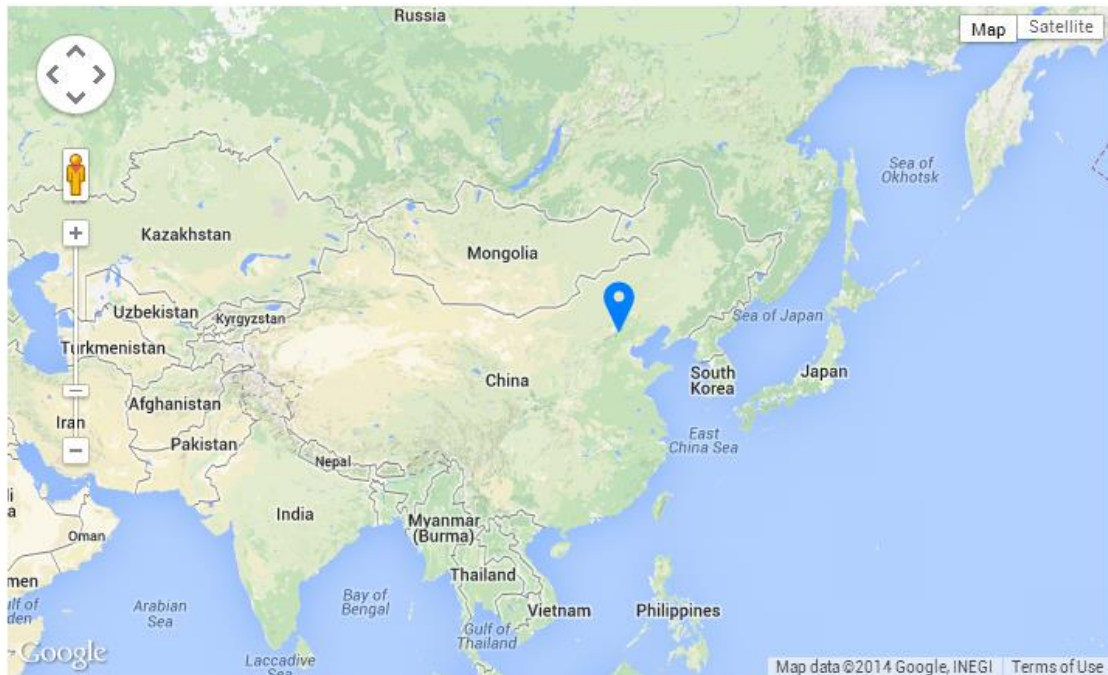 Russia
Map
Satellite
Sea of
Okhotsk
Kazakhstan
Mongolia
Uzbekistan
Kyrgyzstan
Sea of Japan
Turkmenistan
China
South
Korea
Japan
Afghanistan
Iran
Pakistan
East
China Sea
Nepal
India
Myanmar
(Burma)
Oman
Thailand
Arabian
Sea
Bay of
Bengal
Vietnam
Philippines
Gulf of
Thailand
Google
Laccadive
Map data ©2014 Google, INEGI
Terms of Use